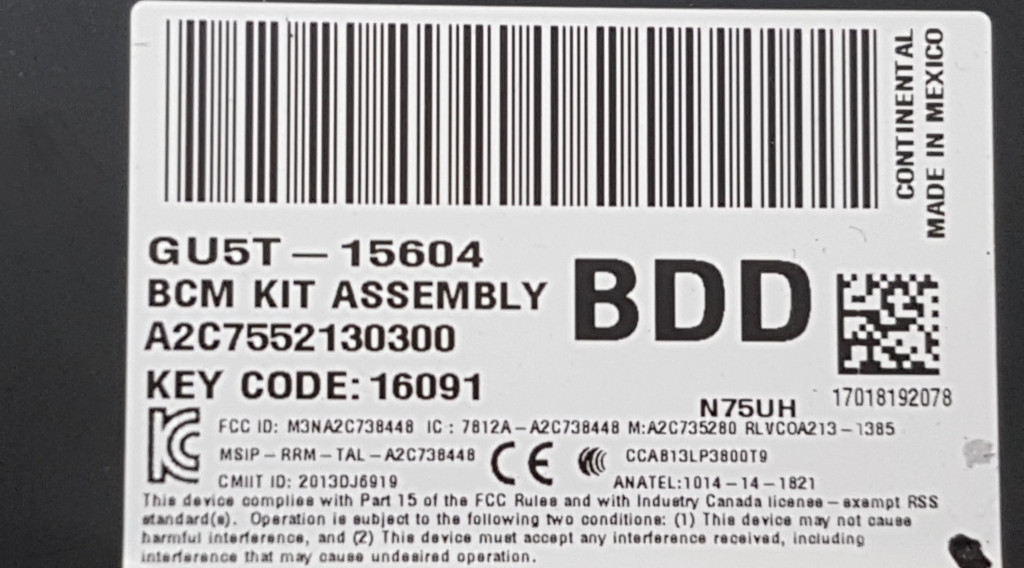 CONTINENTAL
MADE IN MEXICO
GU5T – 15604
BCM KIT ASSEMBLY
A2C7552130300
KEY CODE: 16091
BDD
17018192078
N75UH
FCC ID: M3NA2C738448 IC : 7812A – A2C738448 M:A2C735280 RLVCOA213 – 1385
MSIP – RRM – TAL – A2C738448
CE
CCAB13LP3800T9
CMIIT ID: 2013DJ6919
ANATEL:1014 – 14 – 1821
This device complies with Part 15 of the FCC Rules and with Industry Canada license – exempt RSS
standard(s). Operation is subject to the following two conditions: (1) This device may not cause
harmful interference, and (2) This device must accept any interference received, including
interference that may cause undesired operation.